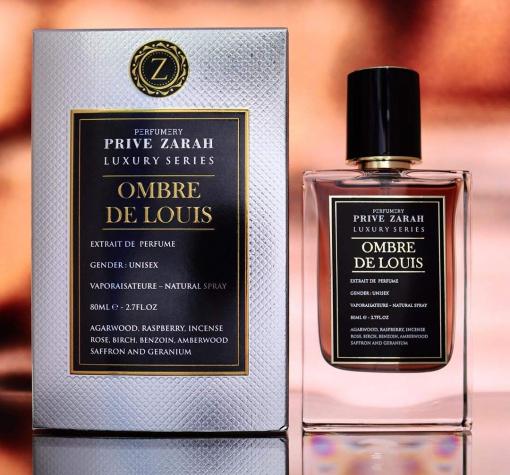 Z
PERFUMERY
PRIVE ZARAH
LUXURY SERIES
OMBRE
DE LOUIS
EXTRAIT DE PERFUME
GENDER : UNISEX
VAPORAISATEURE – NATURAL SPRAY
80ML ℮ - 2.7FL.OZ
AGARWOOD, RASPBERRY, INCENSE
ROSE, BIRCH, BENZOIN, AMBERWOOD
SAFFRON AND GERANIUM
PERFUMERY
PRIVE ZARAH
LUXURY SERIES
OMBRE
DE LOUIS
EXTRAIT DE PERFUME
GENDER : UNISEX
VAPORAISATEURE – NATURAL SPRAY
80ML ℮ - 2.7FL.OZ
AGARWOOD, RASPBERRY, INCENSE
ROSE, BIRCH, BENZOIN, AMBERWOOD
SAFFRON AND GERANIUM